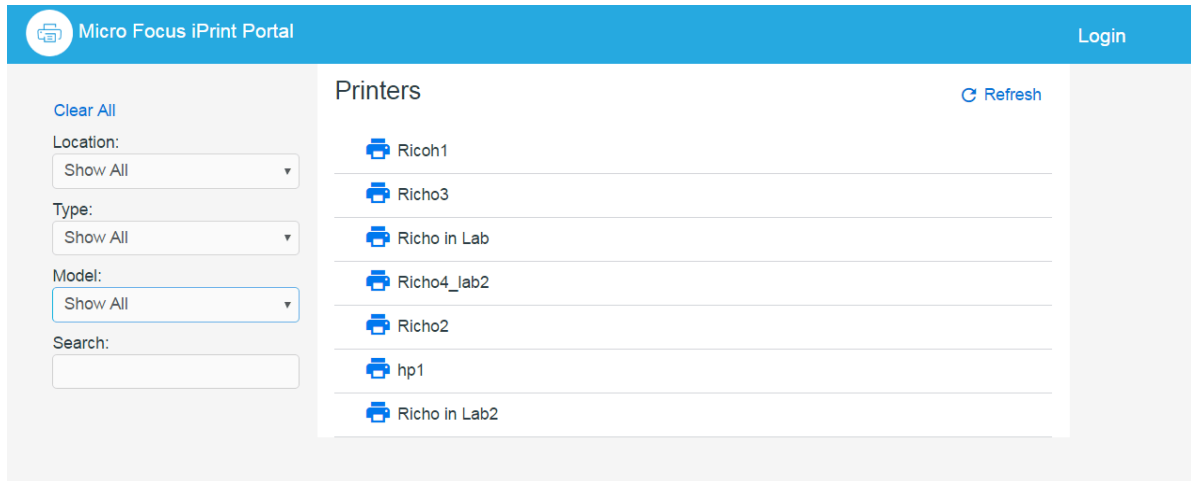 Micro Focus iPrint Portal
Login
Clear All
Location:
Show All
Type:
Show All
Model:
Show All
Search:
Printers
Refresh
Ricoh1
Richo3
Richo in Lab
Richo4_lab2
Richo2
hp1
Richo in Lab2